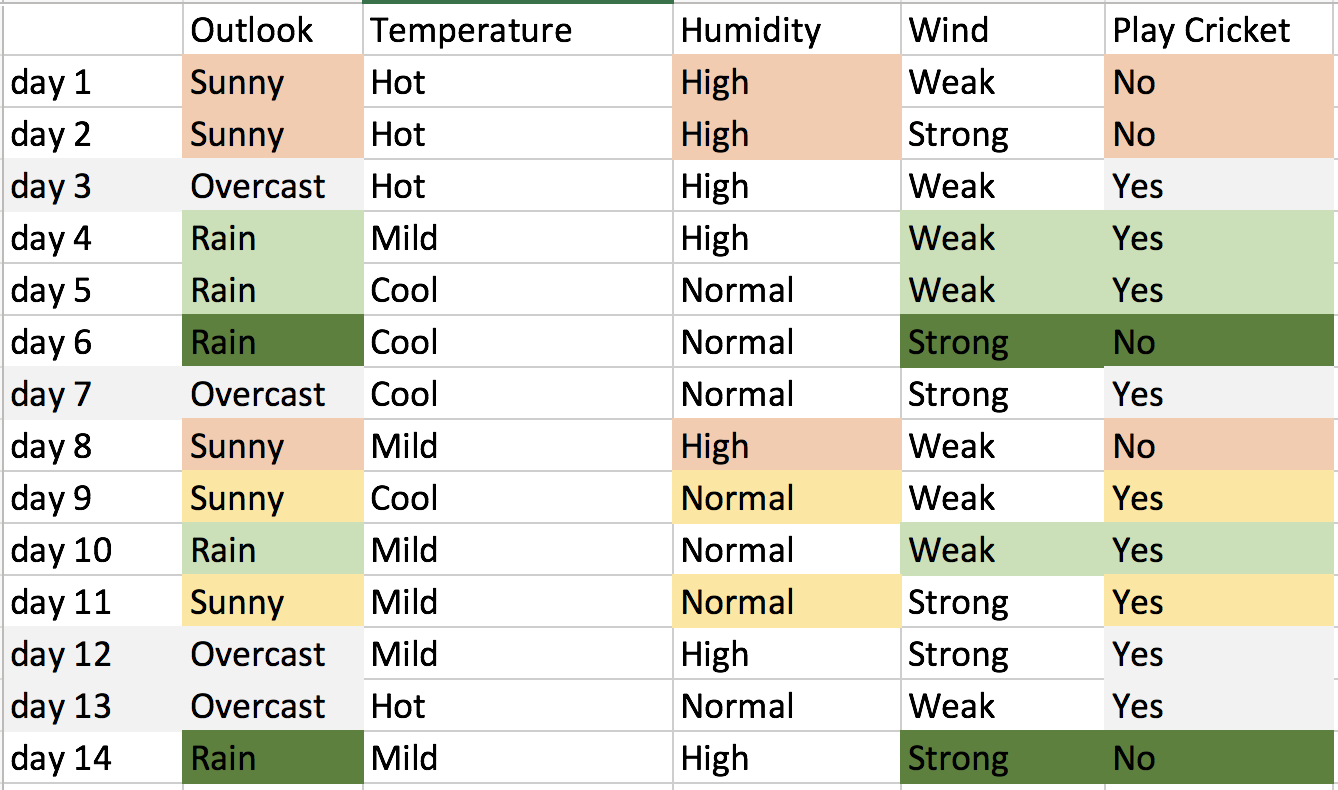 Outlook Temperature Humidity Wind Play Cricket
day 1 Sunny Hot High Weak No
day 2 Sunny Hot High Strong No
day 3 Overcast Hot High Weak Yes
day 4 Rain Mild High Weak Yes
day 5 Rain Cool Normal Weak Yes
day 6 Rain Cool Normal Strong No
day 7 Overcast Cool Normal Strong Yes
day 8 Sunny Mild High Weak No
day 9 Sunny Cool Normal Weak Yes
day 10 Rain Mild Normal Weak Yes
day 11 Sunny Mild Normal Strong Yes
day 12 Overcast Mild High Strong Yes
day 13 Overcast Hot Normal Weak Yes
day 14 Rain Mild High Strong No